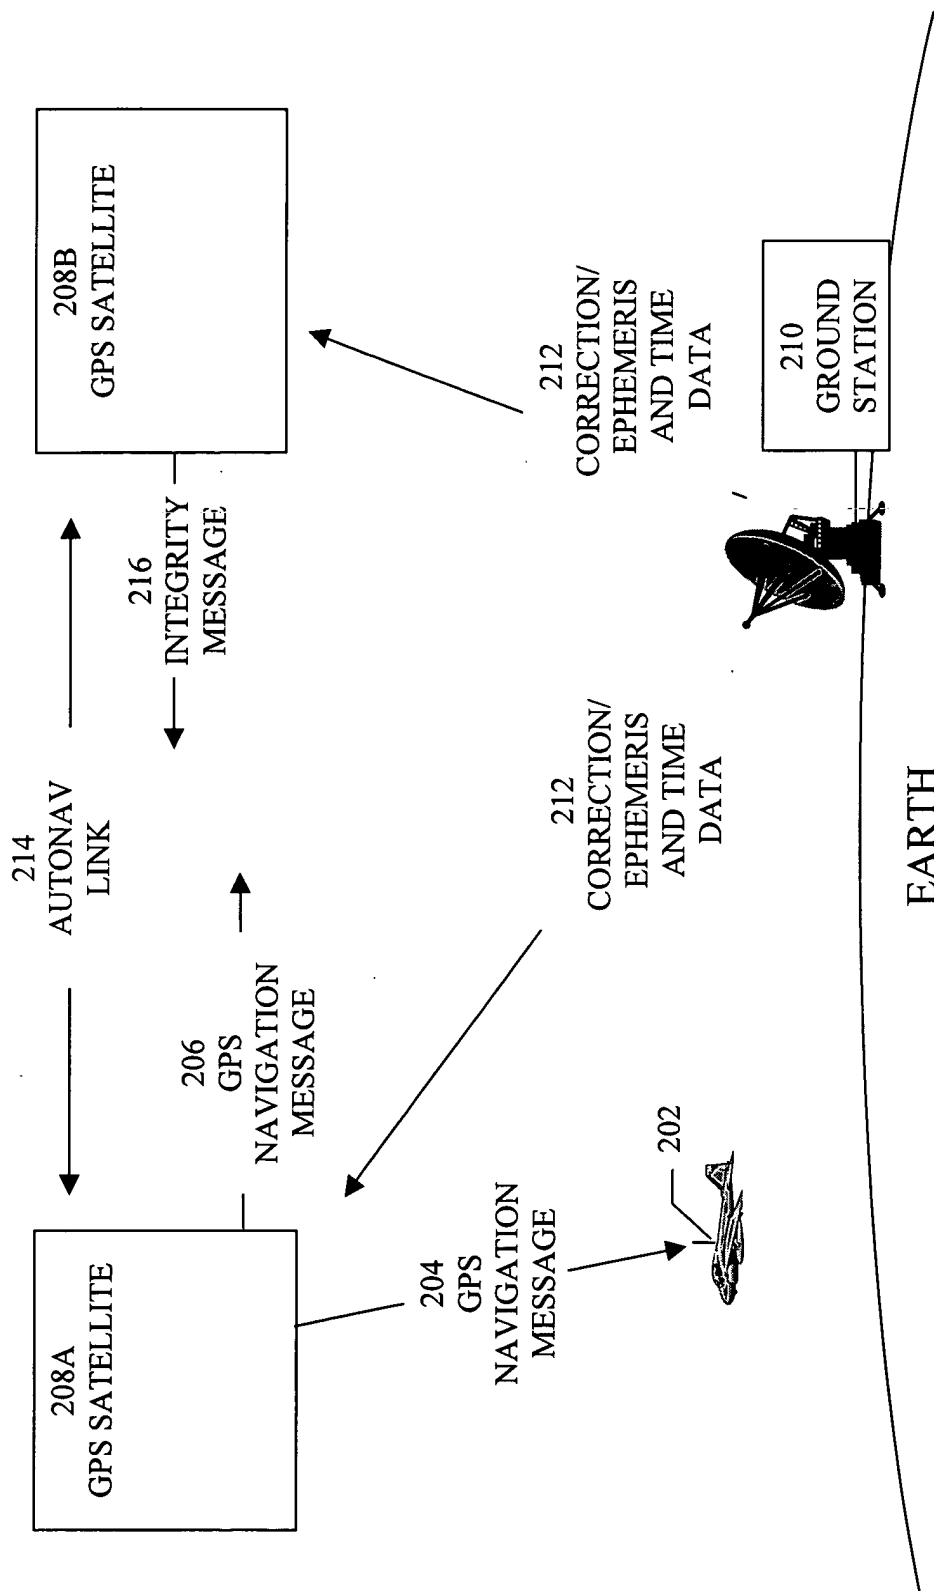 214
AUTONAV
LINK
208A
GPS SATELLITE
208B
GPS SATELLITE
216
INTEGRITY
MESSAGE
206
GPS
NAVIGATION
MESSAGE
204
GPS
NAVIGATION
MESSAGE
212
CORRECTION/
EPHEMERIS
AND TIME
DATA
212
CORRECTION/
EPHEMERIS
AND TIME
DATA
202
210
GROUND
STATION
EARTH